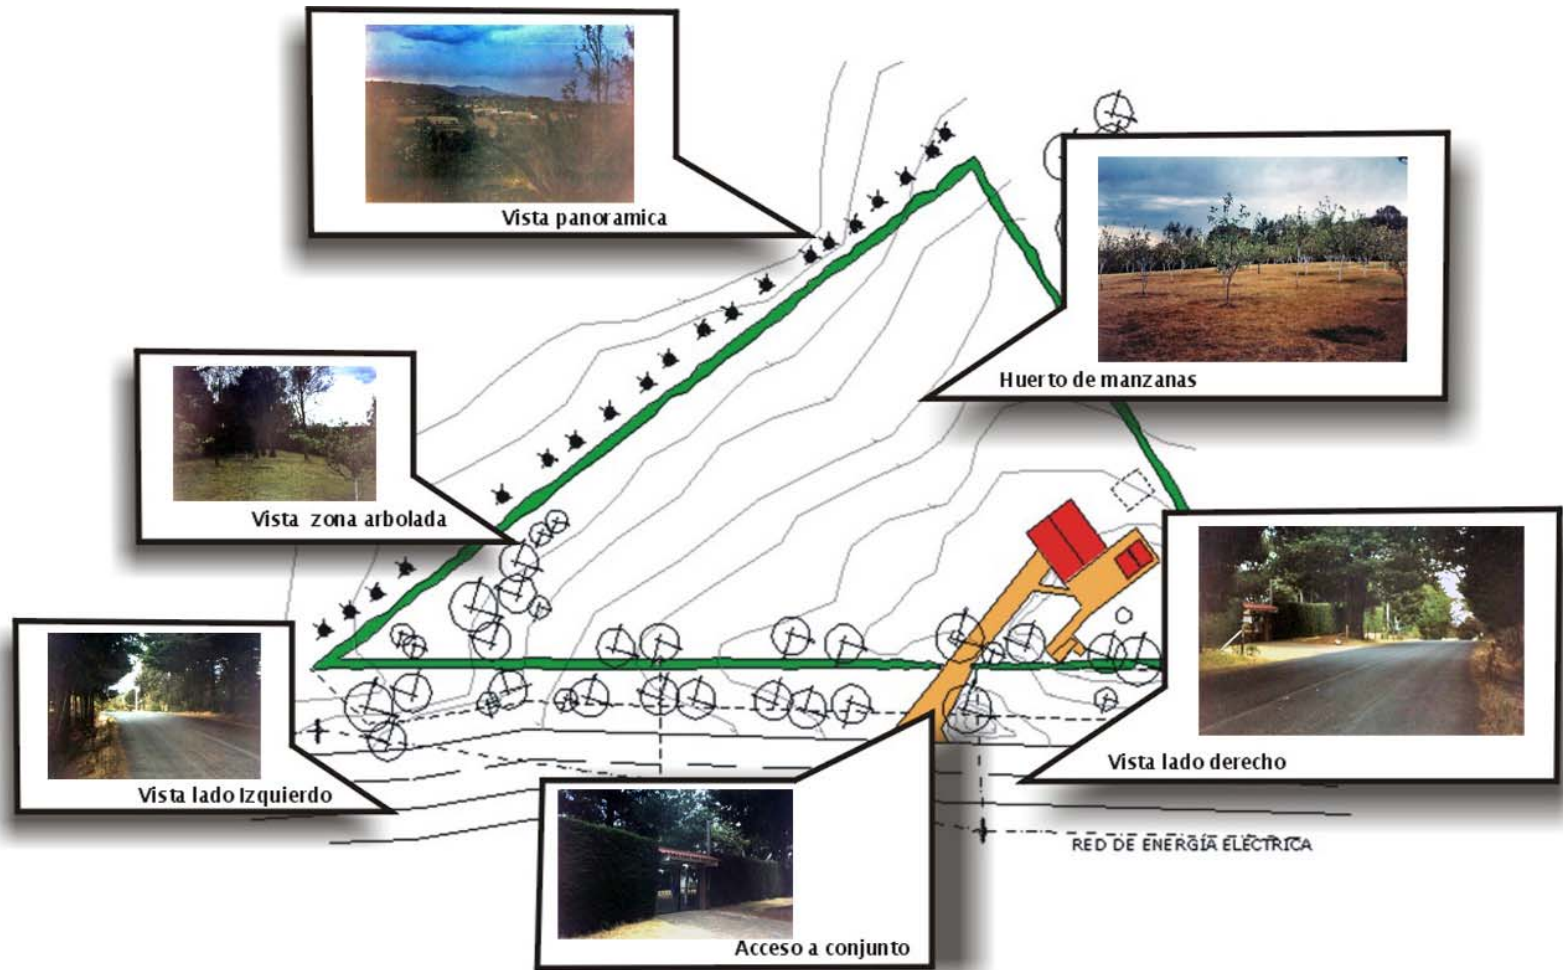 Vista panoramica
Huerto de manzanas
Vista zona arbolada
Vista lado derecho
Vista lado Izquierdo
RED DE ENERGÍA ELÉCTRICA
Acceso a conjunto